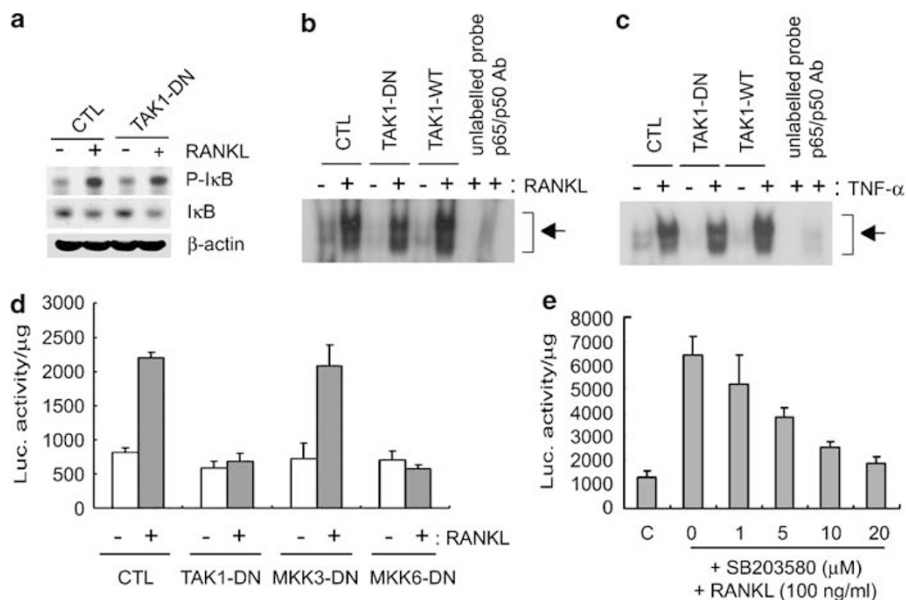 a
CTL TAK1-DN
- + - + RANKL
P-IκB
IκB
β-actin
b
CTL TAK1-DN TAK1-WT unlabelled probe p65/p50 Ab
- + - + - + + + : RANKL
c
CTL TAK1-DN TAK1-WT unlabelled probe p65/p50 Ab
- + - + - + + + : TNF-α
d
Luc. activity/μg
3000
2500
2000
1500
1000
500
0
- + - + - + - + : RANKL
CTL TAK1-DN MKK3-DN MKK6-DN
e
Luc. activity/μg
8000
7000
6000
5000
4000
3000
2000
1000
0
C 0 1 5 10 20
+ SB203580 (μM)
+ RANKL (100 ng/ml)